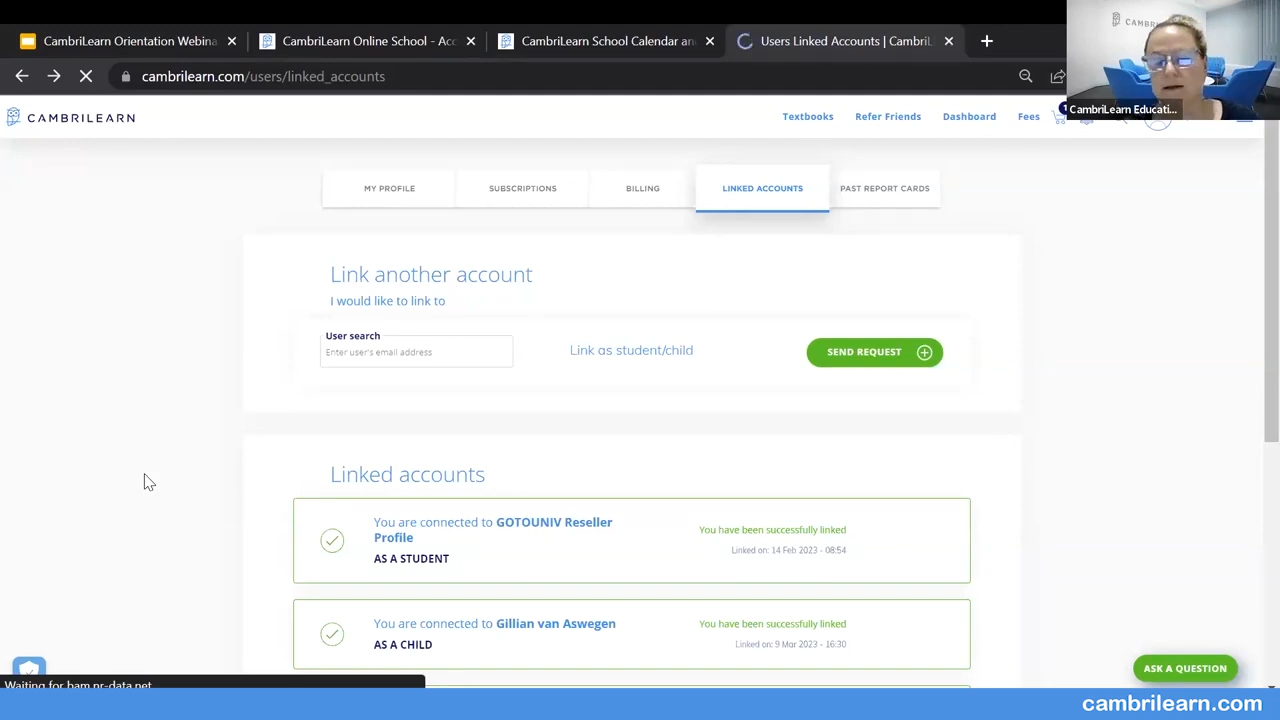 CambriLearn Orientation Webina
CambriLearn Online School - Acc
CambriLearn School Calendar an
Users Linked Accounts | CambriL
cambrilearn.com/users/linked_accounts
CambriLearn Educati...
CAMBRILEARN
Textbooks
Refer Friends
Dashboard
Fees
MY PROFILE
SUBSCRIPTIONS
BILLING
LINKED ACCOUNTS
PAST REPORT CARDS
Link another account
I would like to link to
User search
Enter user's email address
Link as student/child
SEND REQUEST
Linked accounts
You are connected to GOTOUNIV Reseller
Profile
AS A STUDENT
You have been successfully linked
Linked on: 14 Feb 2023 - 08:54
You are connected to Gillian van Aswegen
AS A CHILD
You have been successfully linked
Linked on: 9 Mar 2023 - 16:30
ASK A QUESTION
Waiting for bam.nr-data.net
cambrilearn.com